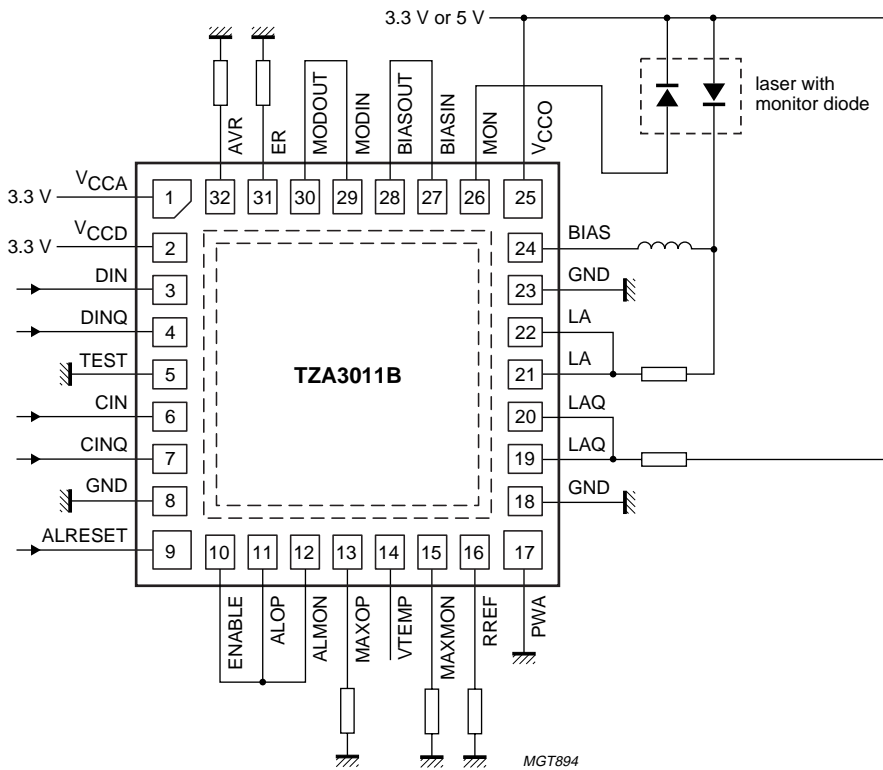 3.3 V or 5 V
laser with
monitor diode
AVR
ER
MODOUT
MODIN
BIASOUT
BIASIN
MON
VCCO
32
31
30
29
28
27
26
25
3.3 V
VCCA
1
3.3 V
VCCD
2
DIN
3
DINQ
4
TEST
5
CIN
6
CINQ
7
GND
8
ALRESET
9
TZA3011B
24
BIAS
23
GND
22
LA
21
LA
20
LAQ
19
LAQ
18
GND
10
11
12
13
14
15
16
17
ENABLE
ALOP
ALMON
MAXOP
VTEMP
MAXMON
RREF
PWA
MGT894